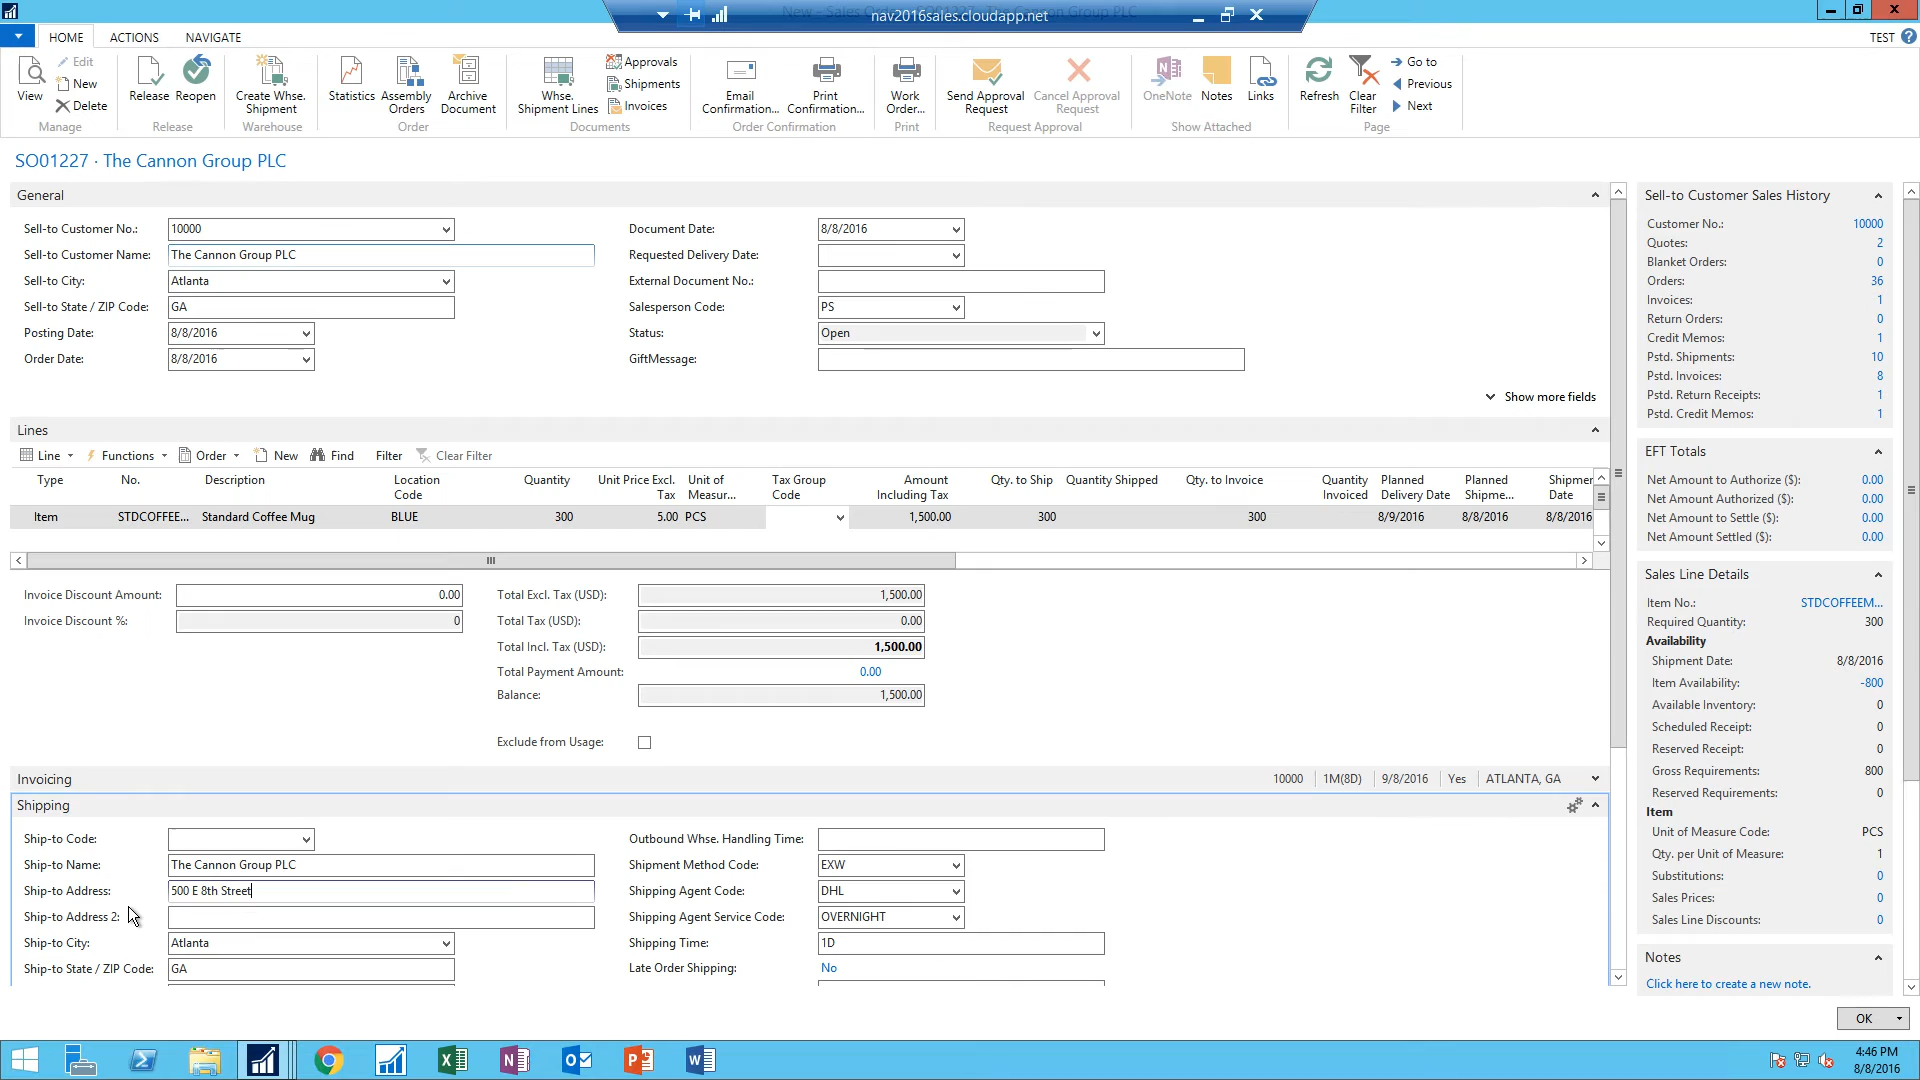 New - Sales Order - SO01227 · The Cannon Group PLC
nav2016sales.cloudapp.net
HOME ACTIONS NAVIGATE
TEST
View
Edit
New
Delete
Manage
Release Reopen
Release
Create Whse. Shipment
Warehouse
Statistics Assembly Orders Archive Document
Order
Whse. Shipment Lines
Approvals
Shipments
Invoices
Documents
Email Confirmation... Print Confirmation...
Order Confirmation
Work Order...
Print
Send Approval Request Cancel Approval Request
Request Approval
OneNote Notes Links
Show Attached
Refresh Clear Filter
Go to
Previous
Next
Page
SO01227 · The Cannon Group PLC
General
Sell-to Customer No.: 10000
Sell-to Customer Name: The Cannon Group PLC
Sell-to City: Atlanta
Sell-to State / ZIP Code: GA
Posting Date: 8/8/2016
Order Date: 8/8/2016
Document Date: 8/8/2016
Requested Delivery Date:
External Document No.:
Salesperson Code: PS
Status: Open
GiftMessage:
Show more fields
Lines
Line Functions Order New Find Filter Clear Filter
Type No. Description Location Code Quantity Unit Price Excl. Tax Unit of Measur... Tax Group Code Amount Including Tax Qty. to Ship Quantity Shipped Qty. to Invoice Quantity Invoiced Planned Delivery Date Planned Shipme... Shipmer Date
Item STDCOFFEE... Standard Coffee Mug BLUE 300 5.00 PCS 1,500.00 300 300 8/9/2016 8/8/2016 8/8/2016
Invoice Discount Amount: 0.00
Invoice Discount %: 0
Total Excl. Tax (USD): 1,500.00
Total Tax (USD): 0.00
Total Incl. Tax (USD): 1,500.00
Total Payment Amount: 0.00
Balance: 1,500.00
Exclude from Usage:
Invoicing 10000 1M(8D) 9/8/2016 Yes ATLANTA, GA
Shipping
Ship-to Code:
Ship-to Name: The Cannon Group PLC
Ship-to Address: 500 E 8th Street
Ship-to Address 2:
Ship-to City: Atlanta
Ship-to State / ZIP Code: GA
Outbound Whse. Handling Time:
Shipment Method Code: EXW
Shipping Agent Code: DHL
Shipping Agent Service Code: OVERNIGHT
Shipping Time: 1D
Late Order Shipping: No
Sell-to Customer Sales History
Customer No.: 10000
Quotes: 2
Blanket Orders: 0
Orders: 36
Invoices: 1
Return Orders: 0
Credit Memos: 1
Pstd. Shipments: 10
Pstd. Invoices: 8
Pstd. Return Receipts: 1
Pstd. Credit Memos: 1
EFT Totals
Net Amount to Authorize ($): 0.00
Net Amount Authorized ($): 0.00
Net Amount to Settle ($): 0.00
Net Amount Settled ($): 0.00
Sales Line Details
Item No.: STDCOFFEEM...
Required Quantity: 300
Availability
Shipment Date: 8/8/2016
Item Availability: -800
Available Inventory: 0
Scheduled Receipt: 0
Reserved Receipt: 0
Gross Requirements: 800
Reserved Requirements: 0
Item
Unit of Measure Code: PCS
Qty. per Unit of Measure: 1
Substitutions: 0
Sales Prices: 0
Sales Line Discounts: 0
Notes
Click here to create a new note.
OK
4:46 PM
8/8/2016